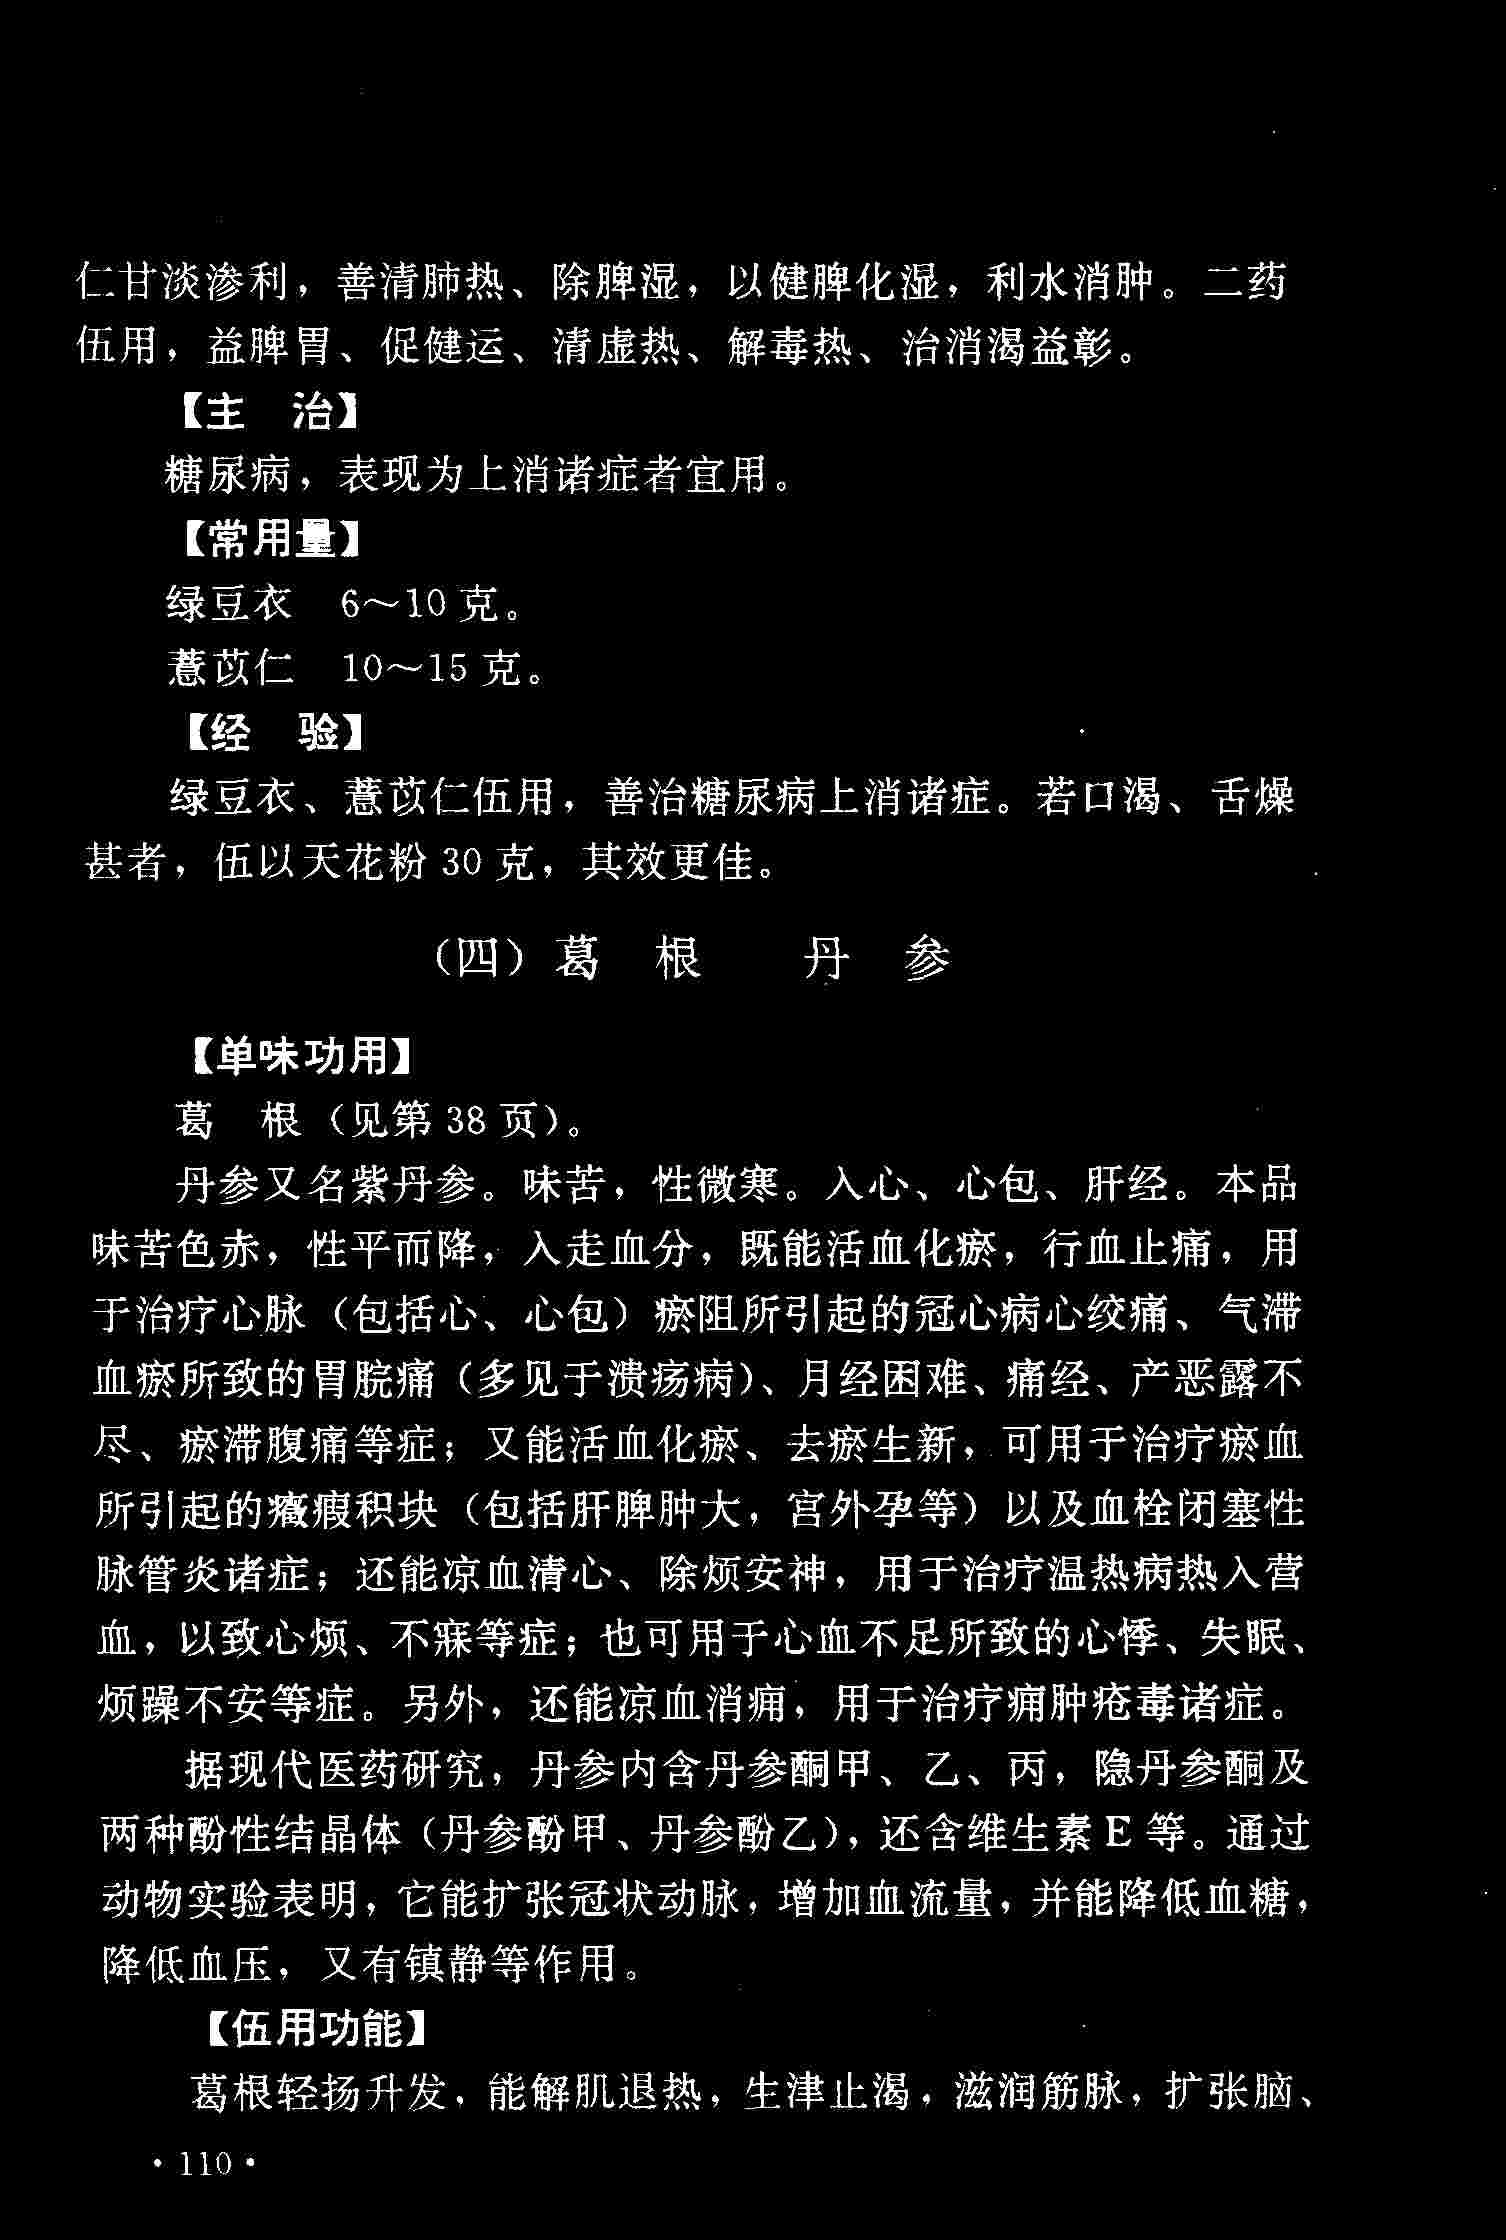 仁甘淡渗利，善清肺热、除脾湿，以健脾化湿，利水消肿。二药
伍用，益脾胃、促健运、清虚热、解毒热、治消渴益彰。
【主　治】
糖尿病，表现为上消诸症者宜用。
【常用量】
绿豆衣　6～10 克。
薏苡仁　10～15 克。
【经　验】
绿豆衣、薏苡仁伍用，善治糖尿病上消诸症。若口渴、舌燥
甚者，伍以天花粉 30 克，其效更佳。
（四）葛　根　　丹　参
【单味功用】
葛　根（见第 38 页）。
丹参又名紫丹参。味苦，性微寒。入心、心包、肝经。本品
味苦色赤，性平而降，入走血分，既能活血化瘀，行血止痛，用
于治疗心脉（包括心、心包）瘀阻所引起的冠心病心绞痛、气滞
血瘀所致的胃脘痛（多见于溃疡病）、月经困难、痛经、产恶露不
尽、瘀滞腹痛等症；又能活血化瘀、去瘀生新，可用于治疗瘀血
所引起的癥瘕积块（包括肝脾肿大，宫外孕等）以及血栓闭塞性
脉管炎诸症；还能凉血清心、除烦安神，用于治疗温热病热入营
血，以致心烦、不寐等症；也可用于心血不足所致的心悸、失眠、
烦躁不安等症。另外，还能凉血消痈，用于治疗痈肿疮毒诸症。
据现代医药研究，丹参内含丹参酮甲、乙、丙，隐丹参酮及
两种酚性结晶体（丹参酚甲、丹参酚乙），还含维生素 E 等。通过
动物实验表明，它能扩张冠状动脉，增加血流量，并能降低血糖，
降低血压，又有镇静等作用。
【伍用功能】
葛根轻扬升发，能解肌退热，生津止渴，滋润筋脉，扩张脑、
· 110 ·